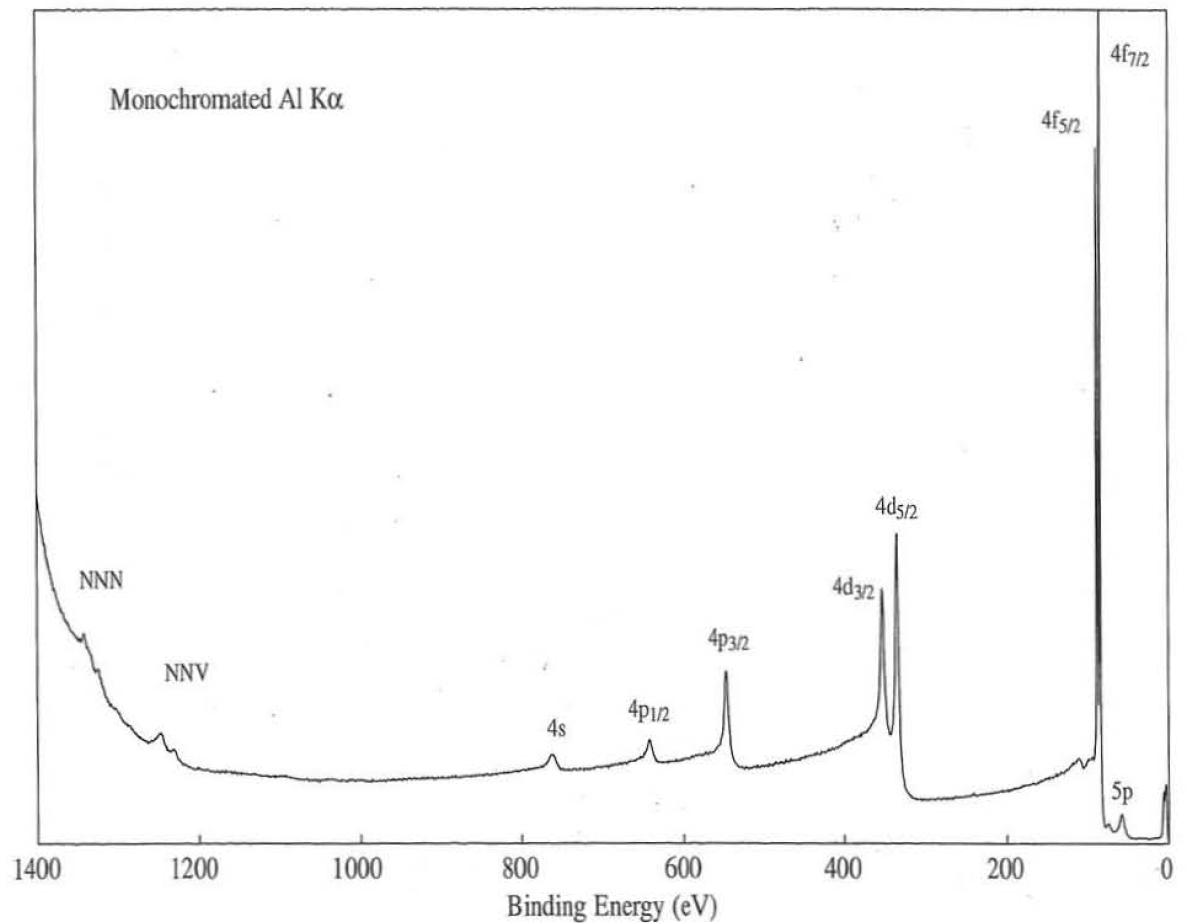 Monochromated Al Kα
4f7/2
4f5/2
4d5/2
NNN
4d3/2
4p3/2
NNV
4p1/2
4s
5p
1400 1200 1000 800 600 400 200 0
Binding Energy (eV)